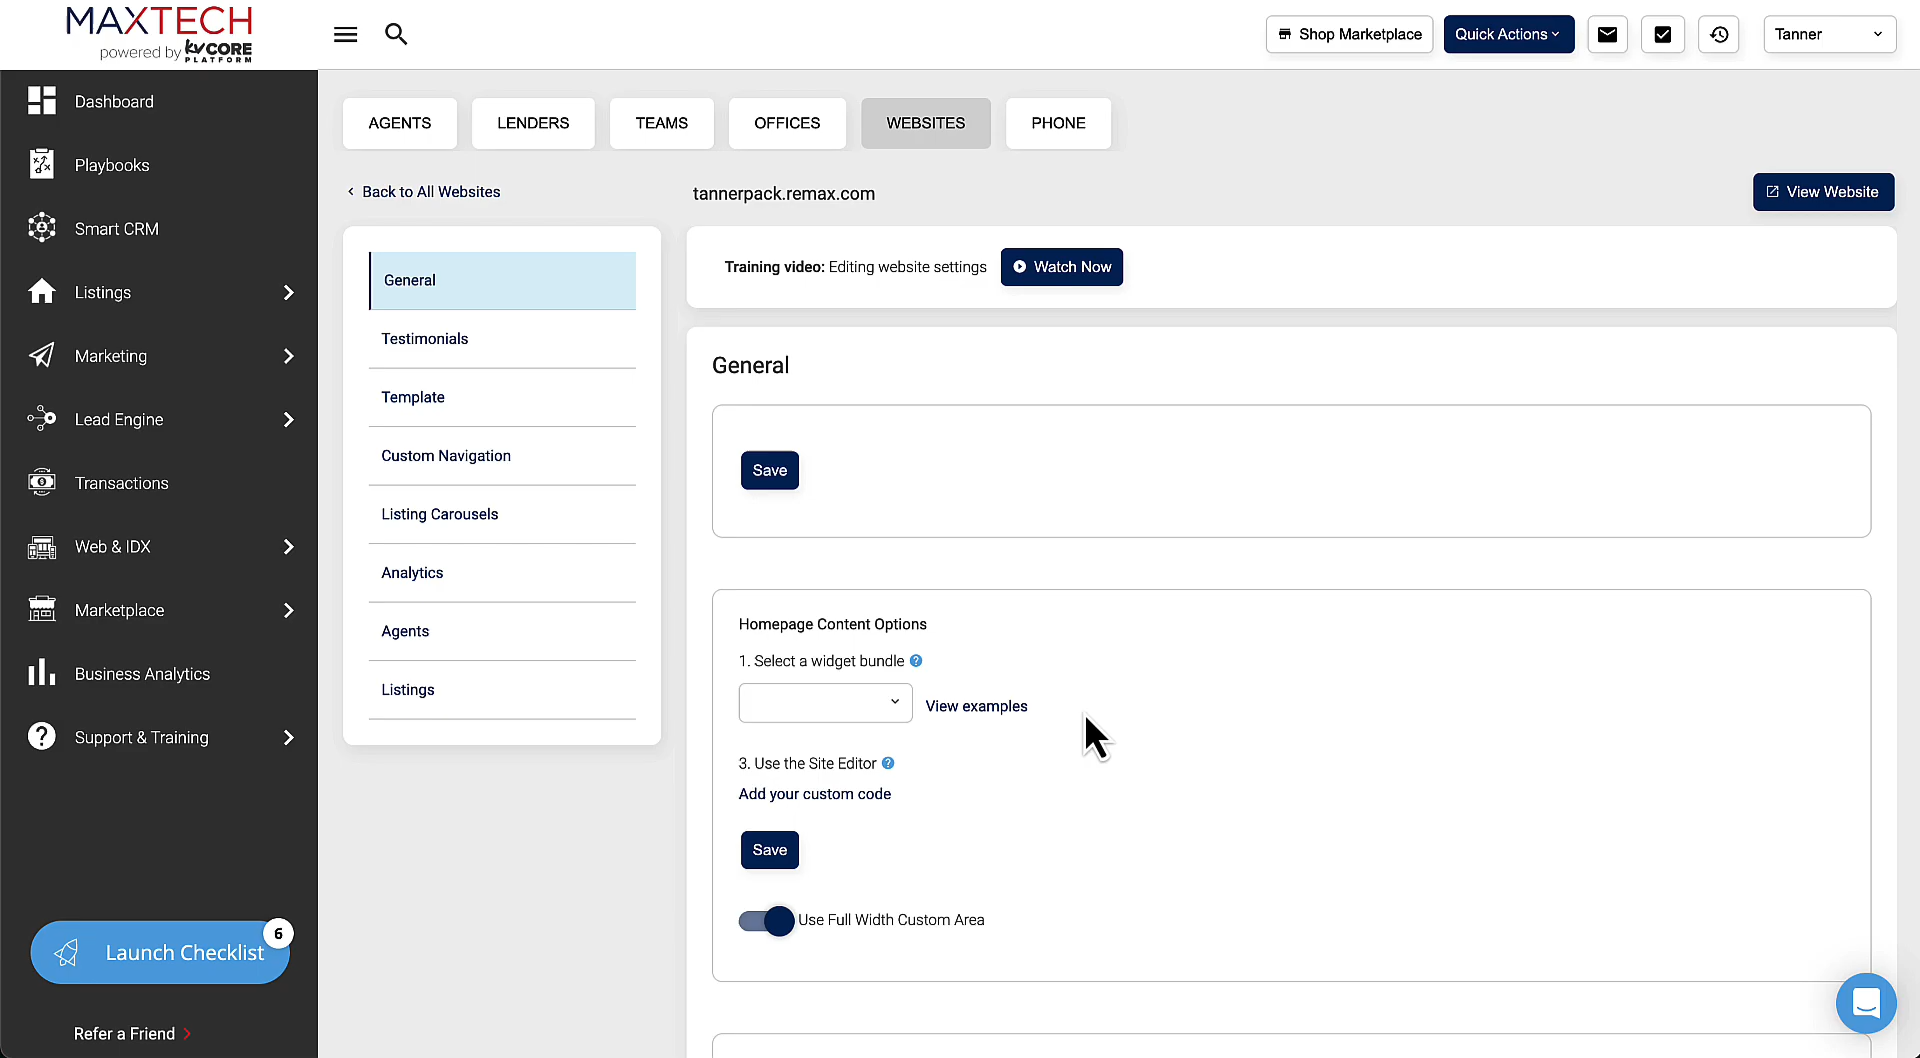 MAXTECH
powered by kvCORE
PLATFORM
Shop Marketplace
Quick Actions
Tanner
Dashboard
Playbooks
Smart CRM
Listings
Marketing
Lead Engine
Transactions
Web & IDX
Marketplace
Business Analytics
Support & Training
Launch Checklist
6
Refer a Friend
AGENTS
LENDERS
TEAMS
OFFICES
WEBSITES
PHONE
Back to All Websites
tannerpack.remax.com
View Website
General
Testimonials
Template
Custom Navigation
Listing Carousels
Analytics
Agents
Listings
Training video: Editing website settings
Watch Now
General
Save
Homepage Content Options
1. Select a widget bundle
View examples
3. Use the Site Editor
Add your custom code
Save
Use Full Width Custom Area